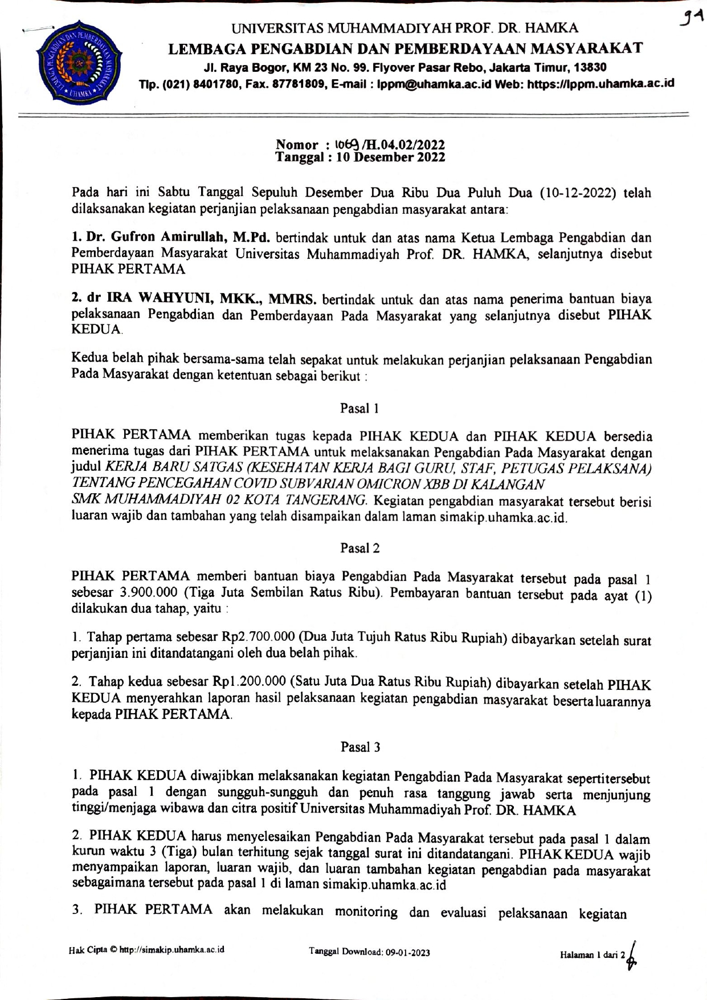 9A
UNIVERSITAS MUHAMMADIYAH PROF. DR. HAMKA
LEMBAGA PENGABDIAN DAN PEMBERDAYAAN MASYARAKAT
Jl. Raya Bogor, KM 23 No. 99. Flyover Pasar Rebo, Jakarta Timur, 13830
Tlp. (021) 8401780, Fax. 87781809, E-mail : lppm@uhamka.ac.id Web: https://lppm.uhamka.ac.id
LEMBAGA PENGABDIAN DAN PEMBERDAYAAN MASYARAKAT
UHAMKA
Nomor : 1069 /H.04.02/2022
Tanggal : 10 Desember 2022
Pada hari ini Sabtu Tanggal Sepuluh Desember Dua Ribu Dua Puluh Dua (10-12-2022) telah
dilaksanakan kegiatan perjanjian pelaksanaan pengabdian masyarakat antara:
1. Dr. Gufron Amirullah, M.Pd. bertindak untuk dan atas nama Ketua Lembaga Pengabdian dan
Pemberdayaan Masyarakat Universitas Muhammadiyah Prof. DR. HAMKA, selanjutnya disebut
PIHAK PERTAMA
2. dr IRA WAHYUNI, MKK., MMRS. bertindak untuk dan atas nama penerima bantuan biaya
pelaksanaan Pengabdian dan Pemberdayaan Pada Masyarakat yang selanjutnya disebut PIHAK
KEDUA.
Kedua belah pihak bersama-sama telah sepakat untuk melakukan perjanjian pelaksanaan Pengabdian
Pada Masyarakat dengan ketentuan sebagai berikut :
Pasal 1
PIHAK PERTAMA memberikan tugas kepada PIHAK KEDUA dan PIHAK KEDUA bersedia
menerima tugas dari PIHAK PERTAMA untuk melaksanakan Pengabdian Pada Masyarakat dengan
judul KERJA BARU SATGAS (KESEHATAN KERJA BAGI GURU, STAF, PETUGAS PELAKSANA)
TENTANG PENCEGAHAN COVID SUBVARIAN OMICRON XBB DI KALANGAN
SMK MUHAMMADIYAH 02 KOTA TANGERANG. Kegiatan pengabdian masyarakat tersebut berisi
luaran wajib dan tambahan yang telah disampaikan dalam laman simakip.uhamka.ac.id.
Pasal 2
PIHAK PERTAMA memberi bantuan biaya Pengabdian Pada Masyarakat tersebut pada pasal 1
sebesar 3.900.000 (Tiga Juta Sembilan Ratus Ribu). Pembayaran bantuan tersebut pada ayat (1)
dilakukan dua tahap, yaitu :
1. Tahap pertama sebesar Rp2.700.000 (Dua Juta Tujuh Ratus Ribu Rupiah) dibayarkan setelah surat
perjanjian ini ditandatangani oleh dua belah pihak.
2. Tahap kedua sebesar Rp1.200.000 (Satu Juta Dua Ratus Ribu Rupiah) dibayarkan setelah PIHAK
KEDUA menyerahkan laporan hasil pelaksanaan kegiatan pengabdian masyarakat beserta luarannya
kepada PIHAK PERTAMA.
Pasal 3
1. PIHAK KEDUA diwajibkan melaksanakan kegiatan Pengabdian Pada Masyarakat sepertitersebut
pada pasal 1 dengan sungguh-sungguh dan penuh rasa tanggung jawab serta menjunjung
tinggi/menjaga wibawa dan citra positif Universitas Muhammadiyah Prof. DR. HAMKA
2. PIHAK KEDUA harus menyelesaikan Pengabdian Pada Masyarakat tersebut pada pasal 1 dalam
kurun waktu 3 (Tiga) bulan terhitung sejak tanggal surat ini ditandatangani. PIHAK KEDUA wajib
menyampaikan laporan, luaran wajib, dan luaran tambahan kegiatan pengabdian pada masyarakat
sebagaimana tersebut pada pasal 1 di laman simakip.uhamka.ac.id
3. PIHAK PERTAMA akan melakukan monitoring dan evaluasi pelaksanaan kegiatan
Hak Cipta © http://simakip.uhamka.ac.id
Tanggal Download: 09-01-2023
Halaman 1 dari 2